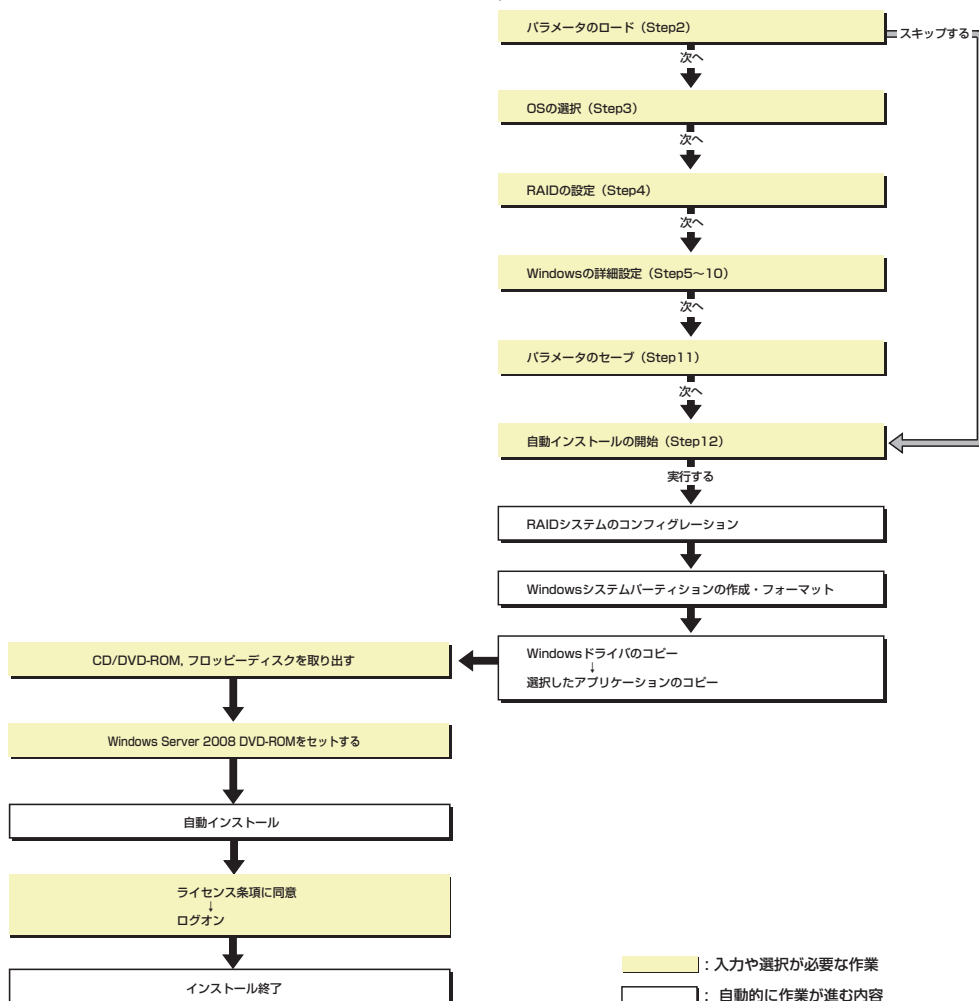 パラメータのロード（Step2）
スキップする
次へ
OSの選択（Step3）
次へ
RAIDの設定（Step4）
次へ
Windowsの詳細設定（Step5～10）
次へ
パラメータのセーブ（Step11）
次へ
自動インストールの開始（Step12）
実行する
RAIDシステムのコンフィグレーション
Windowsシステムパーティションの作成・フォーマット
Windowsドライバのコピー
↓
選択したアプリケーションのコピー
CD/DVD-ROM, フロッピーディスクを取り出す
Windows Server 2008 DVD-ROMをセットする
自動インストール
ライセンス条項に同意
↓
ログオン
インストール終了
：入力や選択が必要な作業
：自動的に作業が進む内容